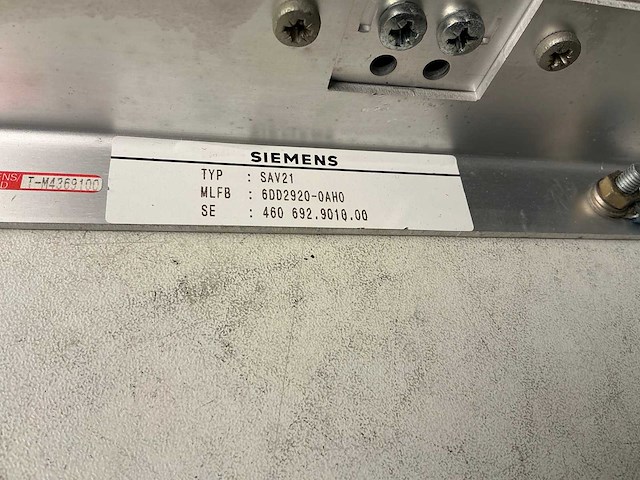 SIEMENS
TYP : SAV21
MLFB : 6DD2920-0AH0
SE : 460 692.9010.00
T-M4369100